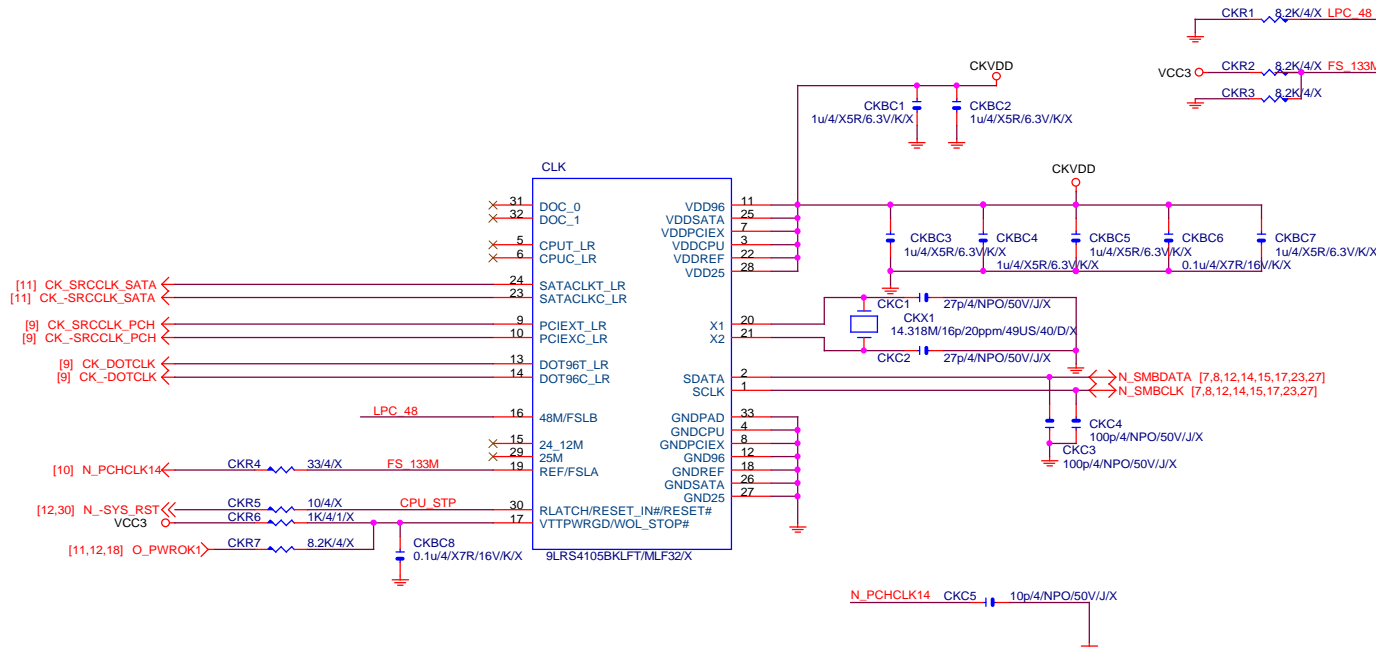 CKR1 8.2K/4/X LPC_48
VCC3 CKR2 8.2K/4/X FS_133M
CKR3 8.2K/4/X
CKVDD
CKBC1
1u/4/X5R/6.3V/K/X
CKBC2
1u/4/X5R/6.3V/K/X
CKVDD
CKBC3
1u/4/X5R/6.3V/K/X
CKBC4
1u/4/X5R/6.3V/K/X
CKBC5
1u/4/X5R/6.3V/K/X
CKBC6
0.1u/4/X7R/16V/K/X
CKBC7
1u/4/X5R/6.3V/K/X
CLK
31 DOC_0
32 DOC_1
5 CPUT_LR
6 CPUC_LR
[11] CK_SRCCLK_SATA 24 SATACLKT_LR
[11] CK_-SRCCLK_SATA 23 SATACLKC_LR
[9] CK_SRCCLK_PCH 9 PCIEXT_LR
[9] CK_-SRCCLK_PCH 10 PCIEXC_LR
[9] CK_DOTCLK 13 DOT96T_LR
[9] CK_-DOTCLK 14 DOT96C_LR
LPC_48 16 48M/FSLB
15 24_12M
29 25M
[10] N_PCHCLK14 CKR4 33/4/X FS_133M 19 REF/FSLA
[12,30] N_-SYS_RST CKR5 10/4/X CPU_STP 30 RLATCH/RESET_IN#/RESET#
VCC3 CKR6 1K/4/1/X 17 VTTPWRGD/WOL_STOP#
[11,12,18] O_PWROK1 CKR7 8.2K/4/X
CKBC8
0.1u/4/X7R/16V/K/X
9LRS4105BKLFT/MLF32/X
VDD96 11
VDDSATA 25
VDDPCIEX 7
VDDCPU 3
VDDREF 22
VDD25 28
X1 20
X2 21
CKC1 27p/4/NPO/50V/J/X
CKX1
14.318M/16p/20ppm/49US/40/D/X
CKC2 27p/4/NPO/50V/J/X
SDATA 2 N_SMBDATA [7,8,12,14,15,17,23,27]
SCLK 1 N_SMBCLK [7,8,12,14,15,17,23,27]
GNDPAD 33
GNDCPU 4
GNDPCIEX 8
GND96 12
GNDREF 18
GNDSATA 26
GND25 27
CKC4
100p/4/NPO/50V/J/X
CKC3
100p/4/NPO/50V/J/X
N_PCHCLK14 CKC5 10p/4/NPO/50V/J/X